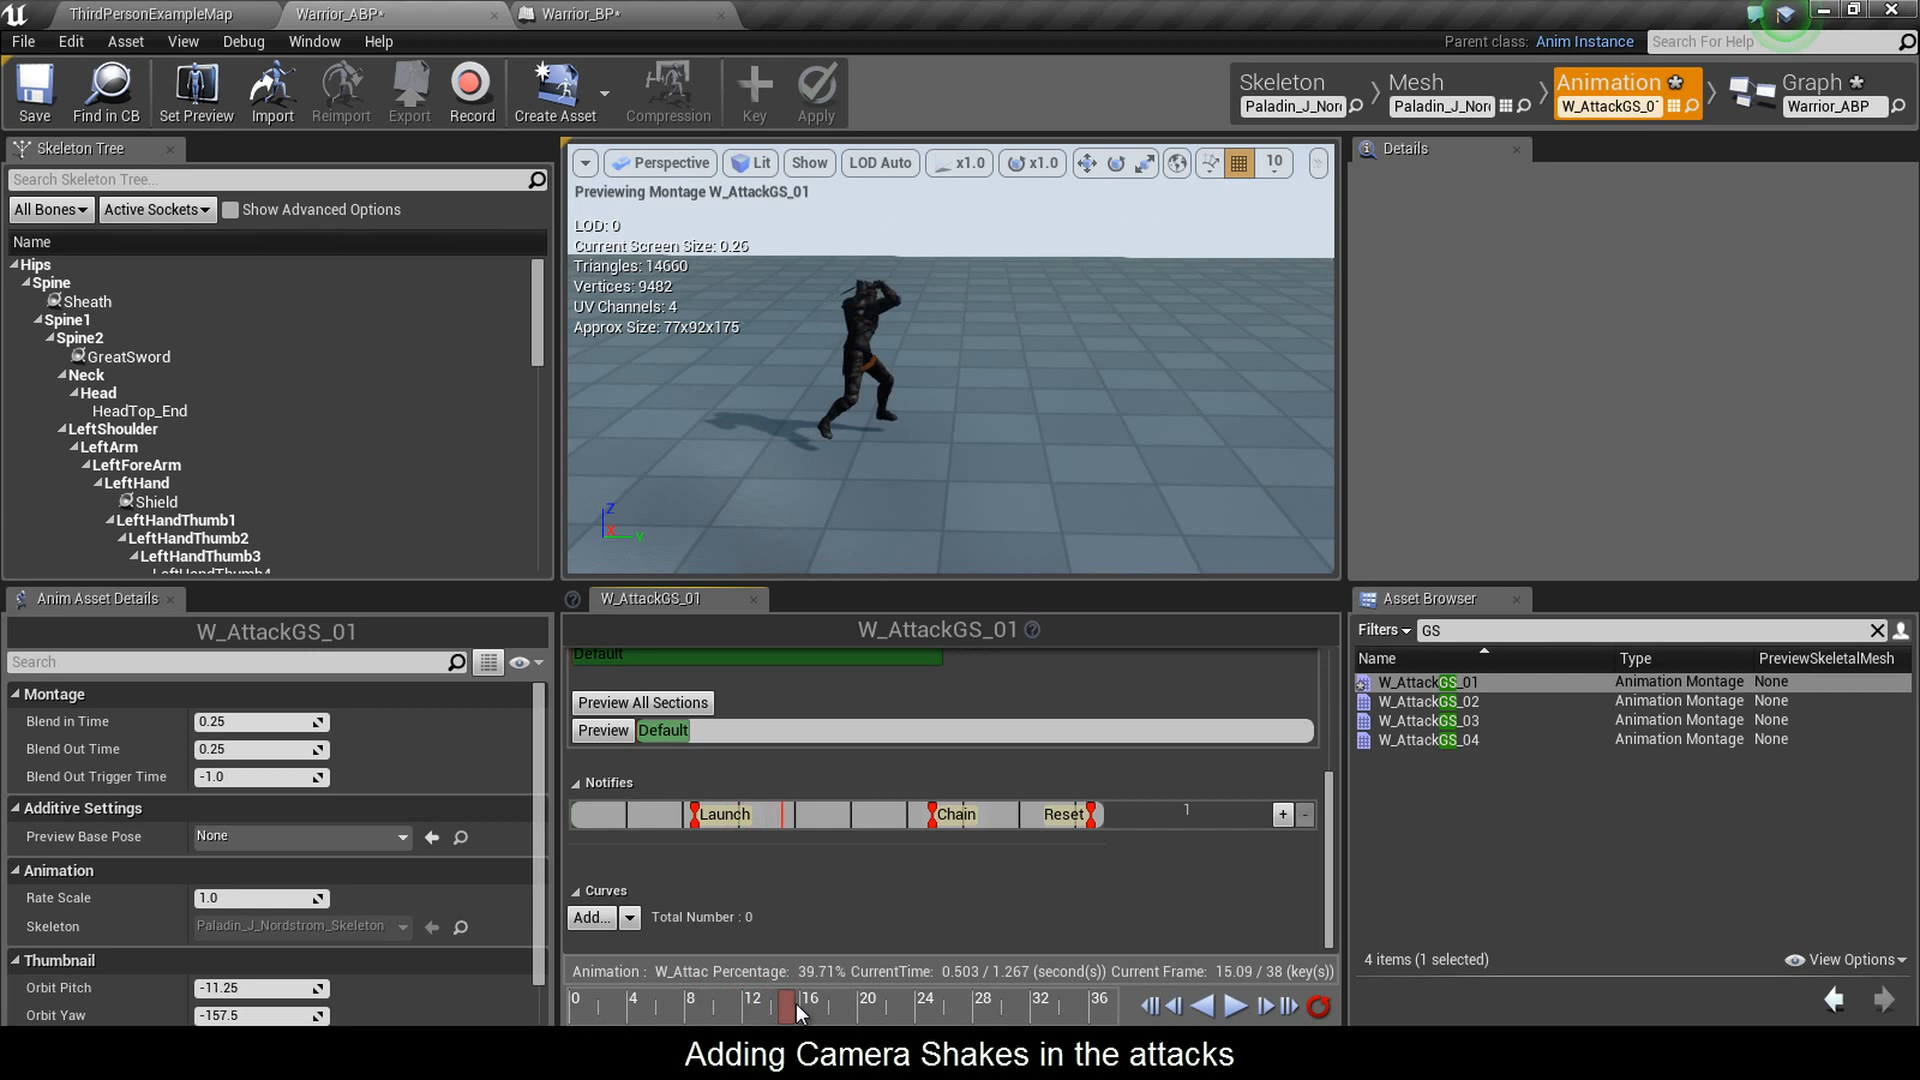 ThirdPersonExampleMap
Warrior_ABP*
Warrior_BP*
File Edit Asset View Debug Window Help
Parent class: Anim Instance
Search For Help
Save
Find in CB
Set Preview
Import
Reimport
Export
Record
Create Asset
Compression
Key
Apply
Skeleton
Paladin_J_Nor
Mesh
Paladin_J_Nor
Animation
W_AttackGS_0
Graph
Warrior_ABP
Skeleton Tree
Search Skeleton Tree...
All Bones
Active Sockets
Show Advanced Options
Name
Hips
Spine
Sheath
Spine1
Spine2
GreatSword
Neck
Head
HeadTop_End
LeftShoulder
LeftArm
LeftForeArm
LeftHand
Shield
LeftHandThumb1
LeftHandThumb2
LeftHandThumb3
LeftHandThumb4
Perspective
Lit
Show
LOD Auto
x1.0
x1.0
10
Previewing Montage W_AttackGS_01
LOD: 0
Current Screen Size: 0.26
Triangles: 14660
Vertices: 9482
UV Channels: 4
Approx Size: 77x92x175
Z
X
Y
Details
Anim Asset Details
W_AttackGS_01
Search
Montage
Blend in Time 0.25
Blend Out Time 0.25
Blend Out Trigger Time -1.0
Additive Settings
Preview Base Pose None
Animation
Rate Scale 1.0
Skeleton Paladin_J_Nordstrom_Skeleton
Thumbnail
Orbit Pitch -11.25
Orbit Yaw -157.5
W_AttackGS_01
W_AttackGS_01
Default
Preview All Sections
Preview Default
Notifies
Launch Chain Reset 1 + -
Curves
Add... Total Number : 0
Animation : W_Attac Percentage: 39.71% CurrentTime: 0.503 / 1.267 (second(s)) Current Frame: 15.09 / 38 (key(s))
0 4 8 12 16 20 24 28 32 36
Asset Browser
Filters GS
Name Type PreviewSkeletalMesh
W_AttackGS_01 Animation Montage None
W_AttackGS_02 Animation Montage None
W_AttackGS_03 Animation Montage None
W_AttackGS_04 Animation Montage None
4 items (1 selected)
View Options
Adding Camera Shakes in the attacks